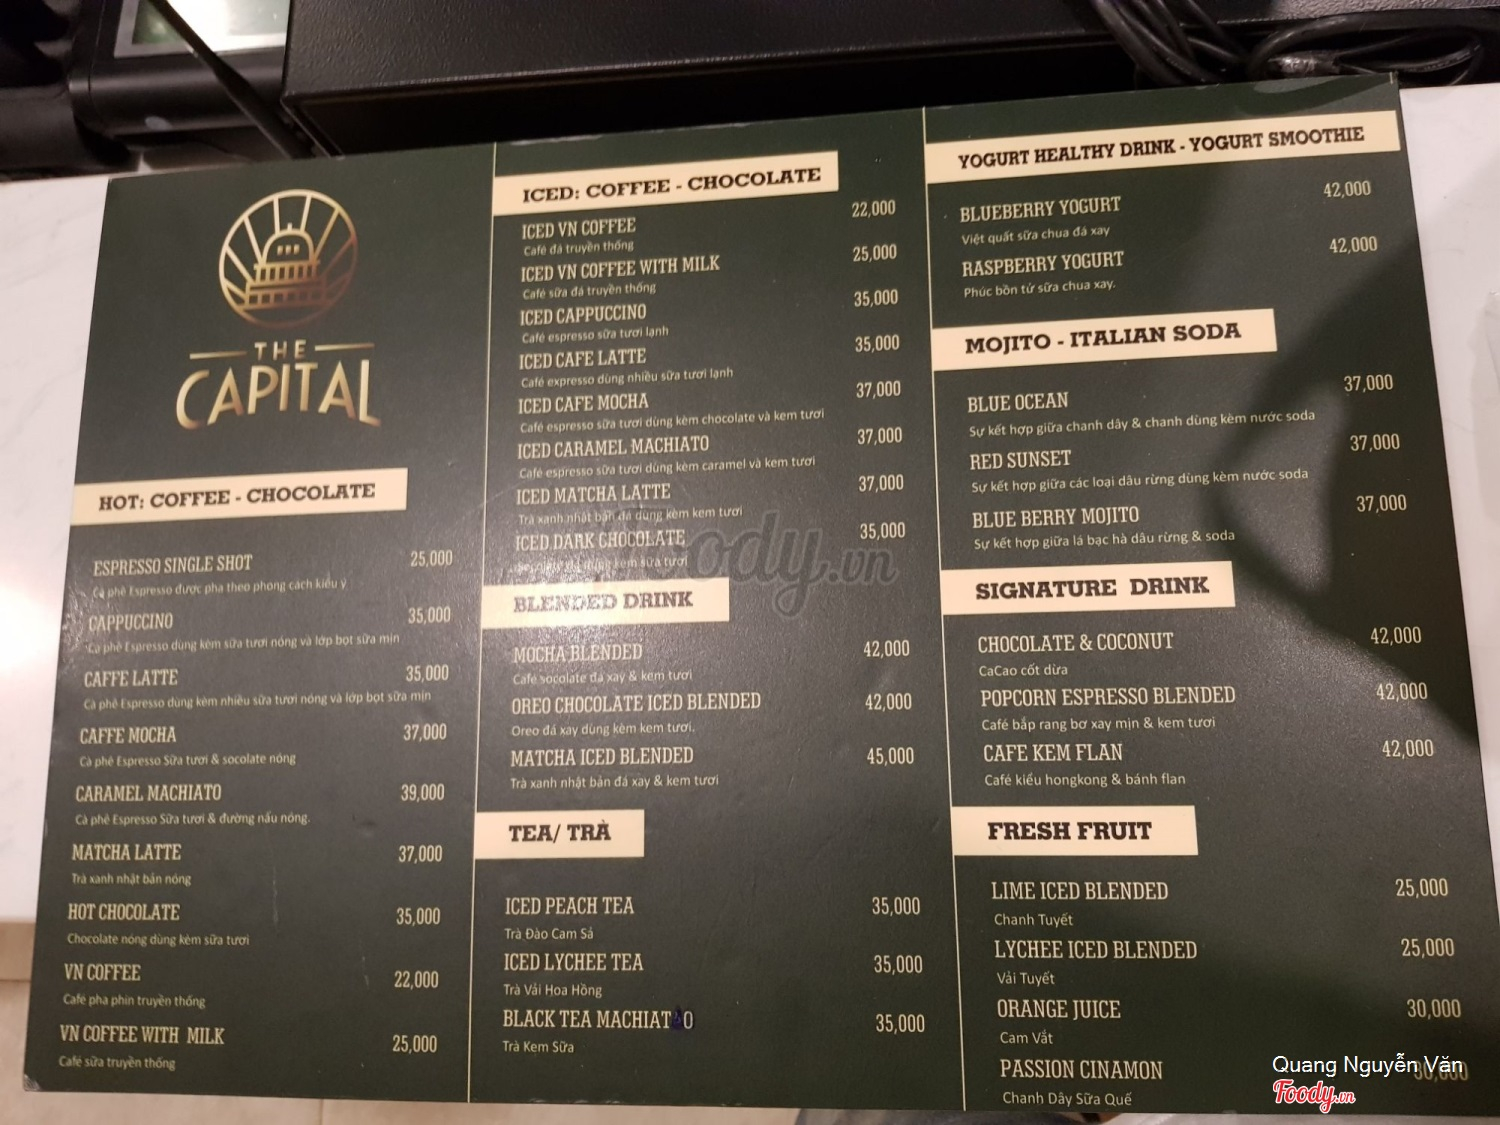 THE
CAPITAL
HOT: COFFEE - CHOCOLATE
ESPRESSO SINGLE SHOT 25,000
Cà phê Espresso được pha theo phong cách kiểu ý
CAPPUCCINO 35,000
Cà phê Espresso dùng kèm sữa tươi nóng và lớp bọt sữa mịn
CAFFE LATTE 35,000
Cà phê Espresso dùng kèm nhiều sữa tươi nóng và lớp bọt sữa mịn
CAFFE MOCHA 37,000
Cà phê Espresso Sữa tươi & socolate nóng
CARAMEL MACHIATO 39,000
Cà phê Espresso Sữa tươi & đường nấu nóng.
MATCHA LATTE 37,000
Trà xanh nhật bản nóng
HOT CHOCOLATE 35,000
Chocolate nóng dùng kèm sữa tươi
VN COFFEE 22,000
Café pha phin truyền thống
VN COFFEE WITH MILK 25,000
Café sữa truyền thống
ICED: COFFEE - CHOCOLATE
ICED VN COFFEE 22,000
Café đá truyền thống
ICED VN COFFEE WITH MILK 25,000
Café sữa đá truyền thống
ICED CAPPUCCINO 35,000
Café espresso sữa tươi lạnh
ICED CAFE LATTE 35,000
Café expresso dùng nhiều sữa tươi lạnh
ICED CAFE MOCHA 37,000
Café espresso sữa tươi dùng kèm chocolate và kem tươi
ICED CARAMEL MACHIATO 37,000
Café espresso sữa tươi dùng kèm caramel và kem tươi
ICED MATCHA LATTE 37,000
Trà xanh nhật bản đá dùng kem tươi
ICED DARK CHOCOLATE 35,000
kèm sữa tươi
BLENDED DRINK
MOCHA BLENDED 42,000
Café socolate đá xay & kem tươi
OREO CHOCOLATE ICED BLENDED 42,000
Oreo đá xay dùng kèm kem tươi.
MATCHA ICED BLENDED 45,000
Trà xanh nhật bản đá xay & kem tươi
TEA/ TRÀ
ICED PEACH TEA 35,000
Trà Đào Cam Sả
ICED LYCHEE TEA 35,000
Trà Vải Hoa Hồng
BLACK TEA MACHIATO 35,000
Trà Kem Sữa
YOGURT HEALTHY DRINK - YOGURT SMOOTHIE
BLUEBERRY YOGURT 42,000
Việt quất sữa chua đá xay
RASPBERRY YOGURT 42,000
Phúc bồn tử sữa chua xay.
MOJITO - ITALIAN SODA
BLUE OCEAN 37,000
Sự kết hợp giữa chanh dây & chanh dùng kèm nước soda
RED SUNSET 37,000
Sự kết hợp giữa các loại dâu rừng dùng kèm nước soda
BLUE BERRY MOJITO 37,000
Sự kết hợp giữa lá bạc hà dâu rừng & soda
SIGNATURE DRINK
CHOCOLATE & COCONUT 42,000
CaCao cốt dừa
POPCORN ESPRESSO BLENDED 42,000
Café bắp rang bơ xay mịn & kem tươi
CAFE KEM FLAN 42,000
Café kiểu hongkong & bánh flan
FRESH FRUIT
LIME ICED BLENDED 25,000
Chanh Tuyết
LYCHEE ICED BLENDED 25,000
Vải Tuyết
ORANGE JUICE 30,000
Cam Vắt
PASSION CINAMON 30,000
Chanh Dây Sữa Quế
Foody.vn
Quang Nguyễn Văn
Foody.vn